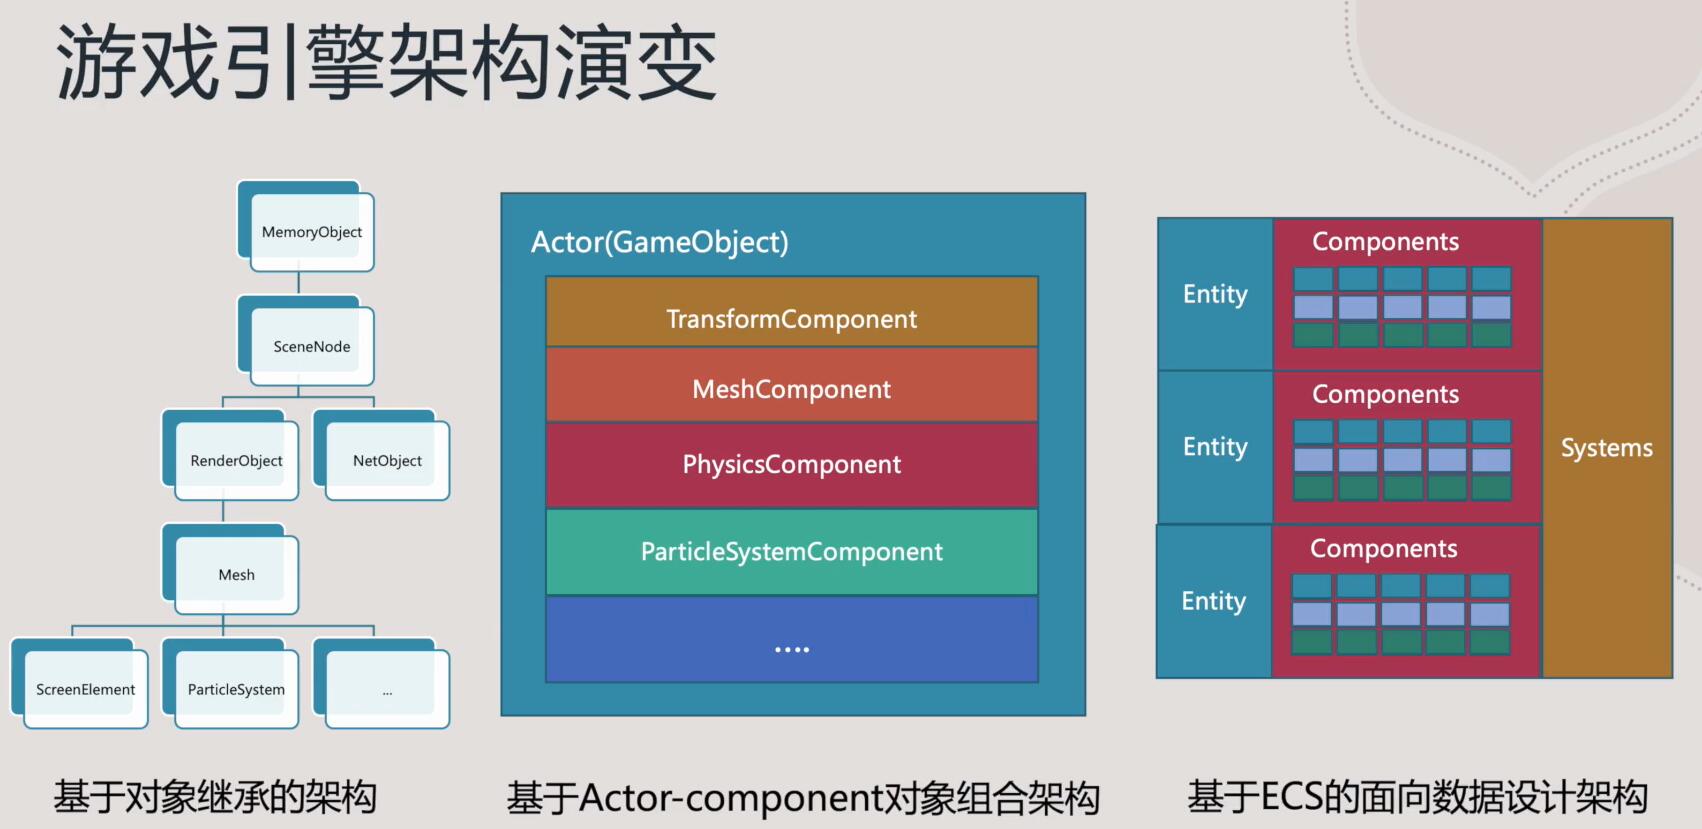 游戏引擎架构演变
MemoryObject
SceneNode
RenderObject
NetObject
Mesh
ScreenElement
ParticleSystem
...
基于对象继承的架构
Actor(GameObject)
TransformComponent
MeshComponent
PhysicsComponent
ParticleSystemComponent
....
基于Actor-component对象组合架构
Entity
Components
Entity
Components
Entity
Components
Systems
基于ECS的面向数据设计架构